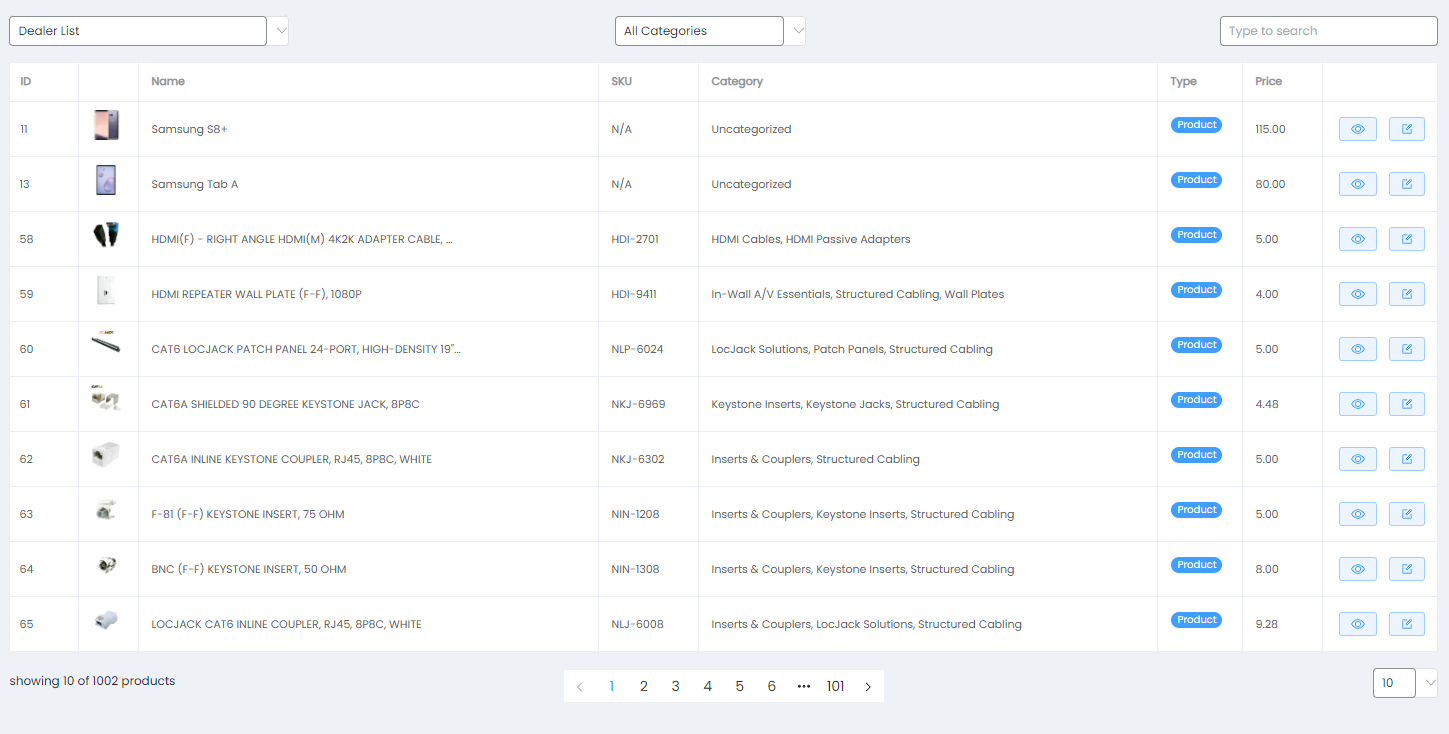 Dealer List All Categories Type to search
ID Name SKU Category Type Price
11 Samsung S8+ N/A Uncategorized Product 115.00
13 Samsung Tab A N/A Uncategorized Product 80.00
58 HDMI(F) - RIGHT ANGLE HDMI(M) 4K2K ADAPTER CABLE, ... HDI-2701 HDMI Cables, HDMI Passive Adapters Product 5.00
59 HDMI REPEATER WALL PLATE (F-F), 1080P HDI-9411 In-Wall A/V Essentials, Structured Cabling, Wall Plates Product 4.00
60 CAT6 LOCJACK PATCH PANEL 24-PORT, HIGH-DENSITY 19"... NLP-6024 LocJack Solutions, Patch Panels, Structured Cabling Product 5.00
61 CAT6A SHIELDED 90 DEGREE KEYSTONE JACK, 8P8C NKJ-6969 Keystone Inserts, Keystone Jacks, Structured Cabling Product 4.48
62 CAT6A INLINE KEYSTONE COUPLER, RJ45, 8P8C, WHITE NKJ-6302 Inserts & Couplers, Structured Cabling Product 5.00
63 F-81 (F-F) KEYSTONE INSERT, 75 OHM NIN-1208 Inserts & Couplers, Keystone Inserts, Structured Cabling Product 5.00
64 BNC (F-F) KEYSTONE INSERT, 50 OHM NIN-1308 Inserts & Couplers, Keystone Inserts, Structured Cabling Product 8.00
65 LOCJACK CAT6 INLINE COUPLER, RJ45, 8P8C, WHITE NLJ-6008 Inserts & Couplers, LocJack Solutions, Structured Cabling Product 9.28
showing 10 of 1002 products < 1 2 3 4 5 6 ••• 101 > 10